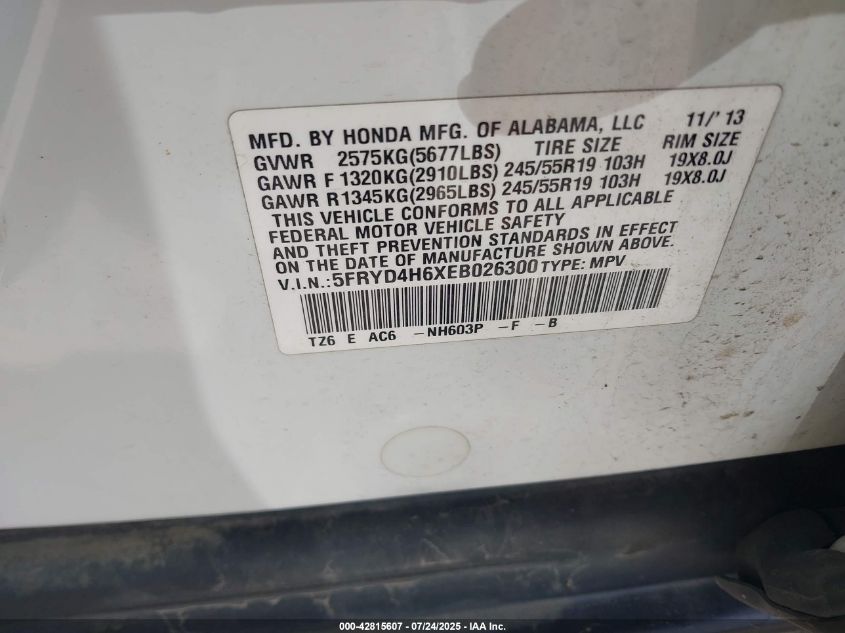 MFD. BY HONDA MFG. OF ALABAMA, LLC 11/'13
GVWR 2575KG(5677LBS) TIRE SIZE RIM SIZE
GAWR F 1320KG(2910LBS) 245/55R19 103H 19X8.0J
GAWR R1345KG(2965LBS) 245/55R19 103H 19X8.0J
THIS VEHICLE CONFORMS TO ALL APPLICABLE
FEDERAL MOTOR VEHICLE SAFETY
AND THEFT PREVENTION STANDARDS IN EFFECT
ON THE DATE OF MANUFACTURE SHOWN ABOVE.
V.I.N.:5FRYD4H6XEB026300 TYPE: MPV
TZ6 E AC6 -NH603P -F -B
000-42815607 - 07/24/2025 - IAA Inc.